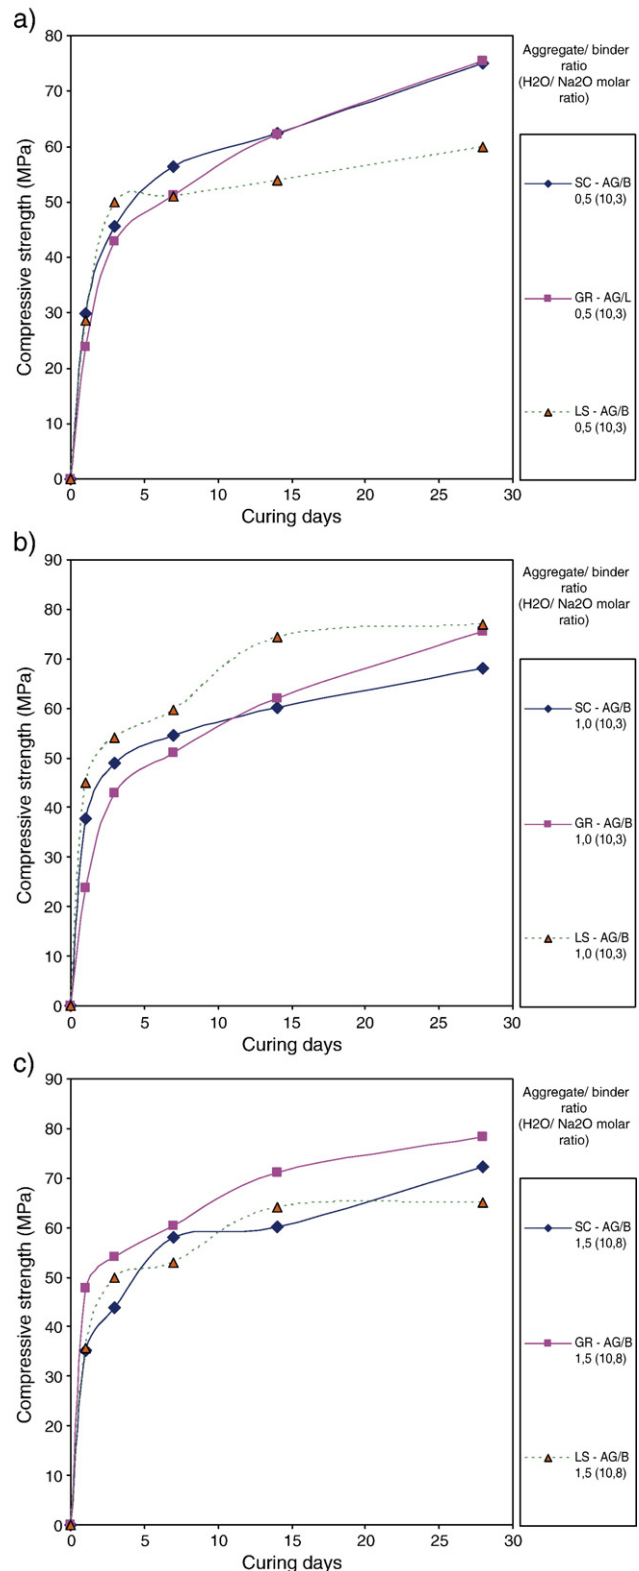 a)
Aggregate/ binder
ratio
(H2O/ Na2O molar
ratio)
Compressive strength (MPa)
80
70
60
50
40
30
20
10
0
0 5 10 15 20 25 30
Curing days
SC - AG/B
0,5 (10,3)
GR - AG/L
0,5 (10,3)
LS - AG/B
0,5 (10,3)
b)
Aggregate/ binder
ratio
(H2O/ Na2O molar
ratio)
Compressive strength (MPa)
90
80
70
60
50
40
30
20
10
0
0 5 10 15 20 25 30
Curing days
SC - AG/B
1,0 (10,3)
GR - AG/B
1,0 (10,3)
LS - AG/B
1,0 (10,3)
c)
Aggregate/ binder
ratio
(H2O/ Na2O molar
ratio)
Compressive strength (MPa)
90
80
70
60
50
40
30
20
10
0
0 5 10 15 20 25 30
Curing days
SC - AG/B
1,5 (10,8)
GR - AG/B
1,5 (10,8)
LS - AG/B
1,5 (10,8)